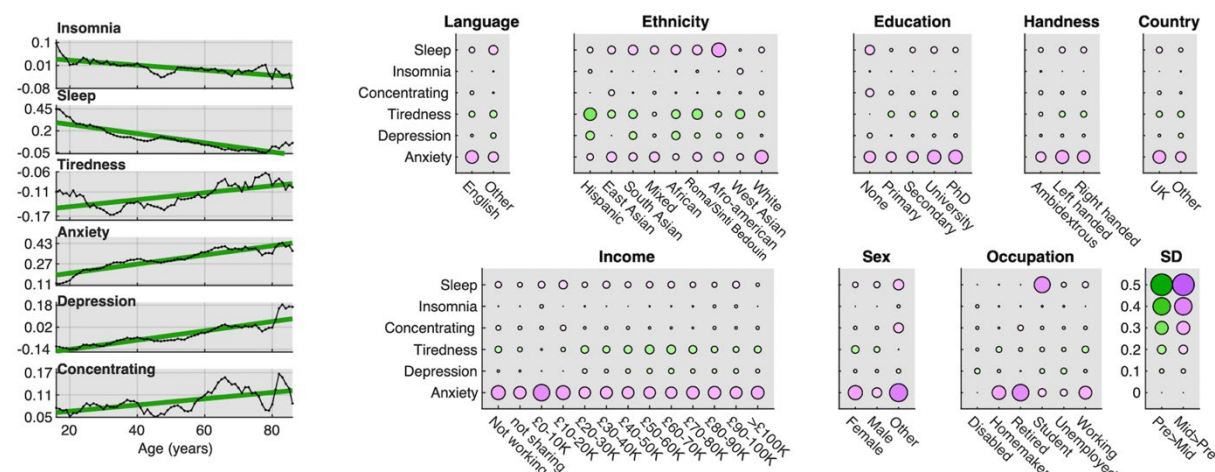 Insomnia
0.1
0.01
-0.08
Sleep
0.45
0.2
-0.05
Tiredness
-0.06
-0.11
-0.17
Anxiety
0.43
0.27
0.11
Depression
0.18
0.02
-0.14
Concentrating
0.17
0.11
0.05
20 40 60 80
Age (years)
Language Ethnicity Education Handness Country
Sleep
Insomnia
Concentrating
Tiredness
Depression
Anxiety
English
Other
Hispanic
East Asian
South Asian
Mixed
African
Roma/Sinti Bedouin
Afro-american
West Asian
White
None
Primary
Secondary
University
PhD
Ambidextrous
Left handed
Right handed
UK
Other
Income Sex Occupation SD
Sleep
Insomnia
Concentrating
Tiredness
Depression
Anxiety
Not working
not sharing
£0-10K
£10-20K
£20-30K
£30-40K
£40-50K
£50-60K
£60-70K
£70-80K
£80-90K
£90-100K
>£100K
Female
Male
Other
Disabled
Homemaker
Retired
Student
Unemployed
Working
0.5
0.4
0.3
0.2
0.1
0
Pre>Mid
Mid>Pre